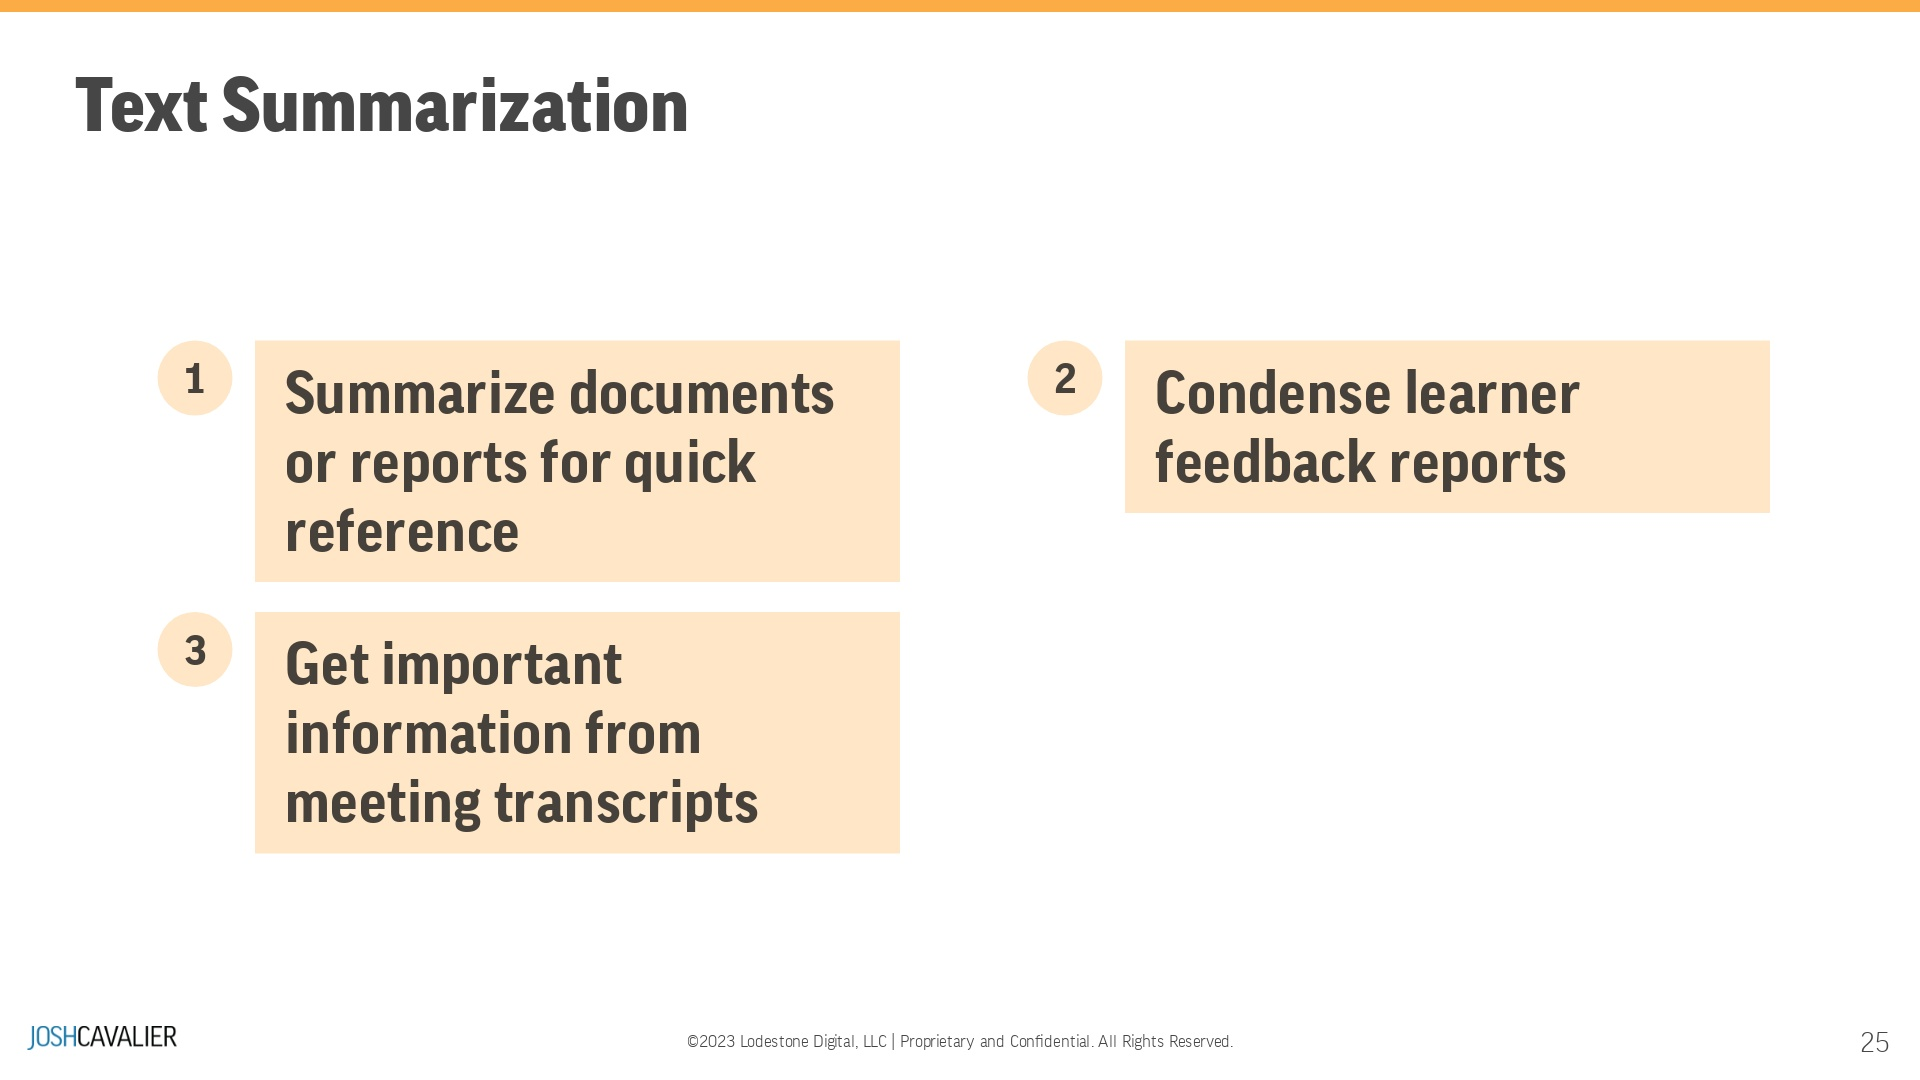 Text Summarization
1
Summarize documents
or reports for quick
reference
2
Condense learner
feedback reports
3
Get important
information from
meeting transcripts
JOSHCAVALIER
©2023 Lodestone Digital, LLC | Proprietary and Confidential. All Rights Reserved.
25